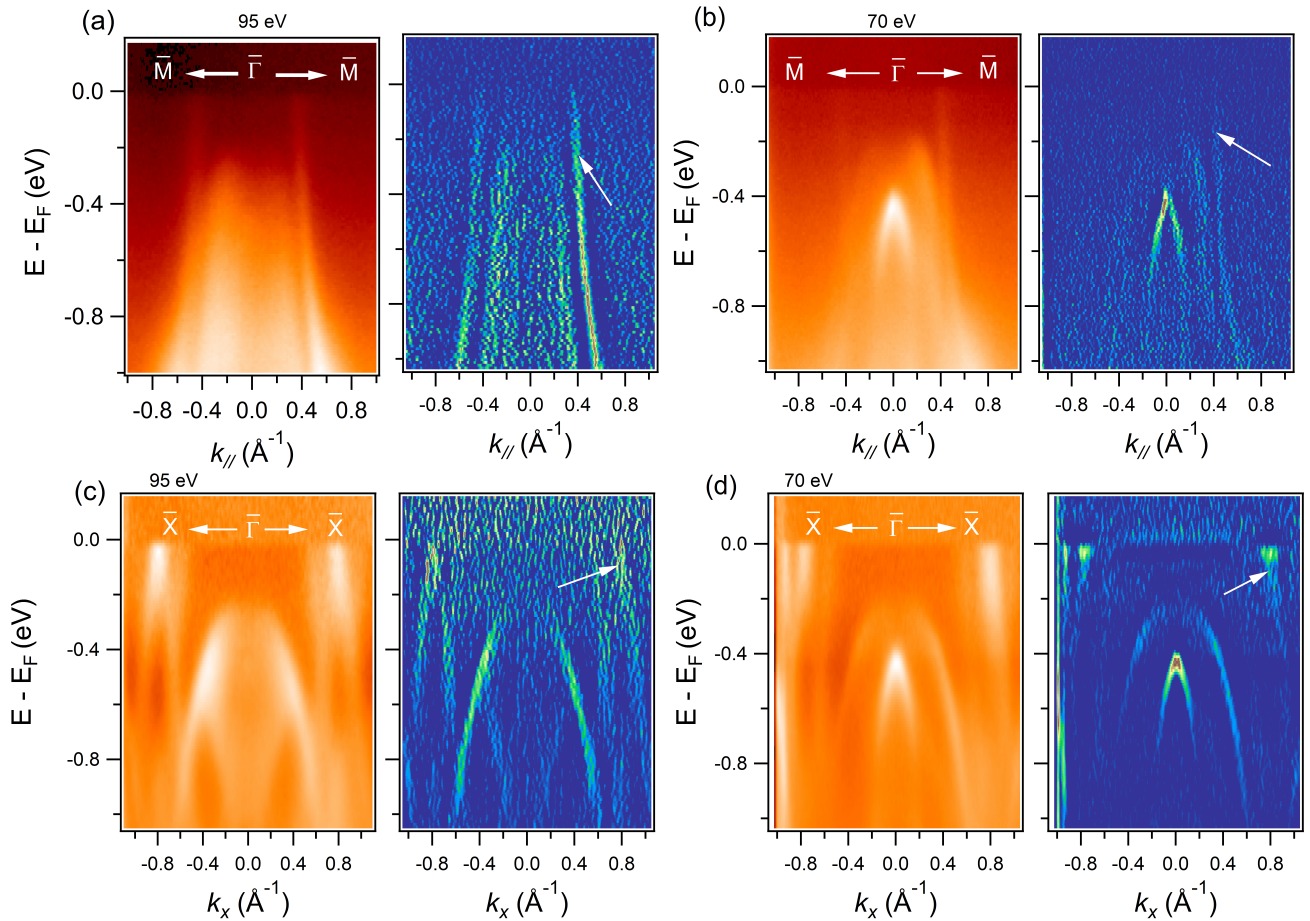 (a) 95 eV
M̅ Γ̅ M̅
0.0
-0.4
-0.8
E - E_F (eV)
-0.8 -0.4 0.0 0.4 0.8
k_// (Å⁻¹)
-0.8 -0.4 0.0 0.4 0.8
k_// (Å⁻¹)
(b) 70 eV
M̅ Γ̅ M̅
0.0
-0.4
-0.8
E - E_F (eV)
-0.8 -0.4 0.0 0.4 0.8
k_// (Å⁻¹)
-0.8 -0.4 0.0 0.4 0.8
k_// (Å⁻¹)
(c) 95 eV
X̅ Γ̅ X̅
0.0
-0.4
-0.8
E - E_F (eV)
-0.8 -0.4 0.0 0.4 0.8
k_x (Å⁻¹)
-0.8 -0.4 0.0 0.4 0.8
k_x (Å⁻¹)
(d) 70 eV
X̅ Γ̅ X̅
0.0
-0.4
-0.8
E - E_F (eV)
-0.8 -0.4 0.0 0.4 0.8
k_x (Å⁻¹)
-0.8 -0.4 0.0 0.4 0.8
k_x (Å⁻¹)